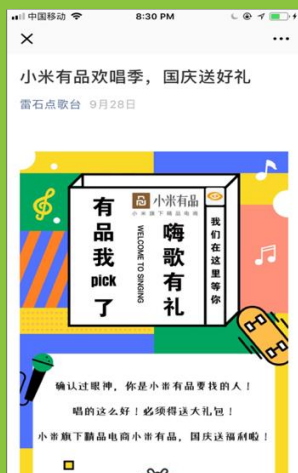 中国移动 8:30 PM
小米有品欢唱季，国庆送好礼
雷石点歌台 9月28日
小米有品
小米旗下精品电商
有品我pick了
WELCOME TO SINGING
嗨歌有礼
我们在这里等你
确认过眼神，你是小米有品要找的人！
唱的这么好！必须得送大礼包！
小米旗下精品电商小米有品，国庆送福利啦！